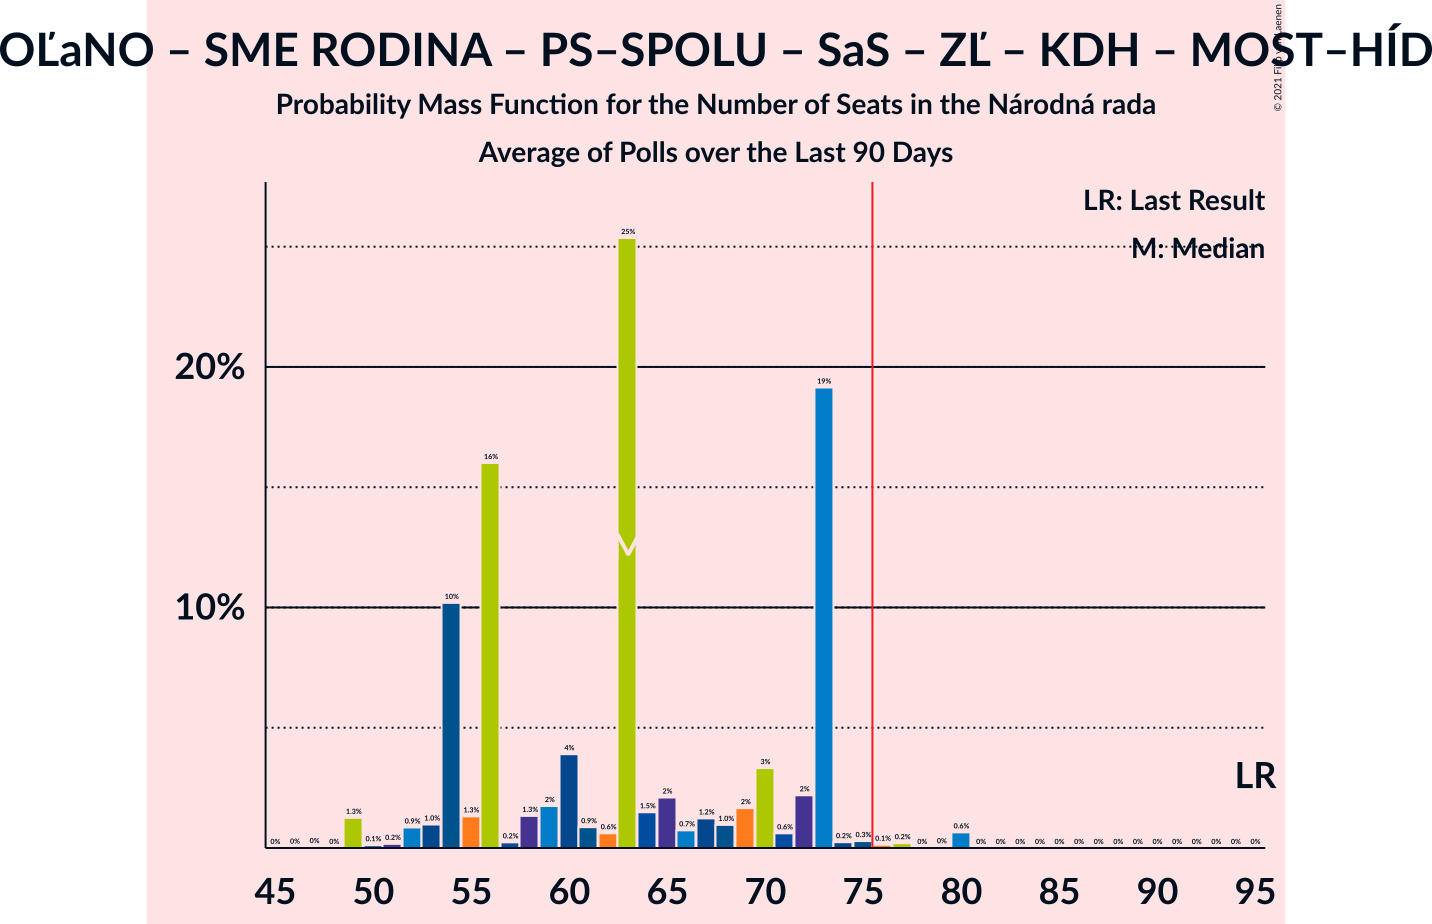 OĽaNO – SME RODINA – PS–SPOLU – SaS – ZĽ – KDH – MOST–HÍD
Probability Mass Function for the Number of Seats in the Národná rada
Average of Polls over the Last 90 Days
LR: Last Result
M: Median
25%
20%
19%
16%
10%
10%
4%
3%
LR
0% 0% 0% 0% 1.3% 0.1% 0.2% 0.9% 1.0% 1.3% 0.2% 1.3% 2% 0.9% 0.6% 1.5% 2% 0.7% 1.2% 1.0% 2% 0.6% 2% 0.2% 0.3% 0.1% 0.2% 0% 0% 0.6% 0% 0% 0% 0% 0% 0% 0% 0% 0% 0% 0% 0% 0% 0% 0%
M
45 50 55 60 65 70 75 80 85 90 95
© 2021